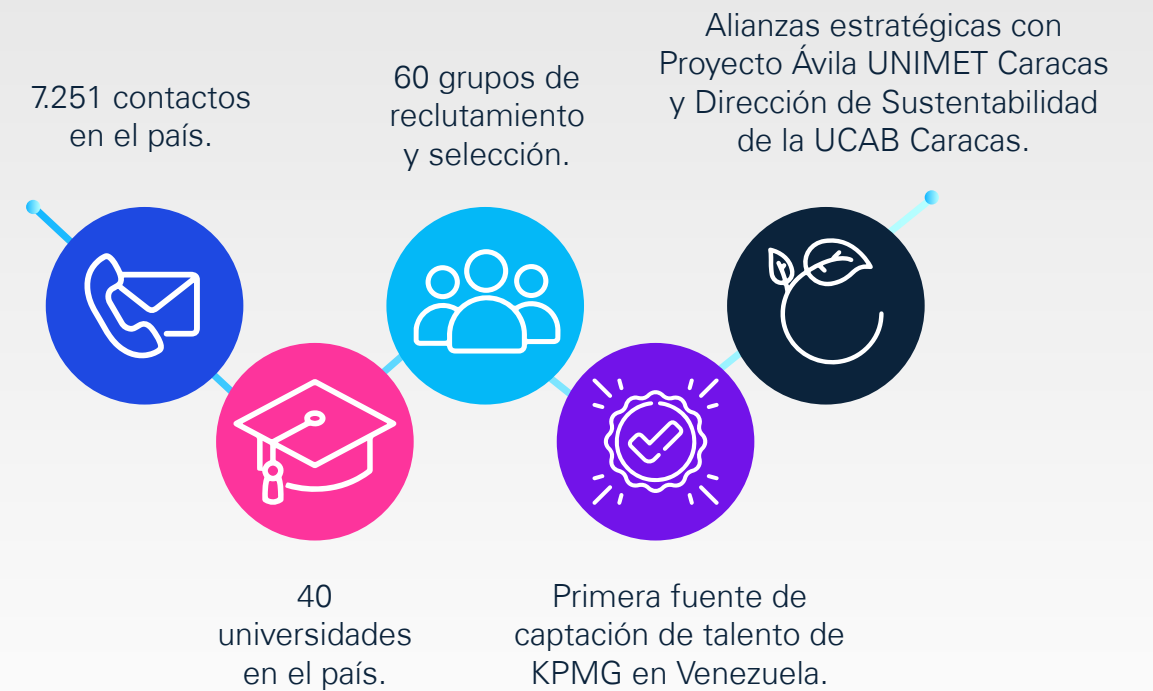 7.251 contactos
en el país.
40
universidades
en el país.
60 grupos de
reclutamiento
y selección.
Primera fuente de
captación de talento de
KPMG en Venezuela.
Alianzas estratégicas con
Proyecto Ávila UNIMET Caracas
y Dirección de Sustentabilidad
de la UCAB Caracas.